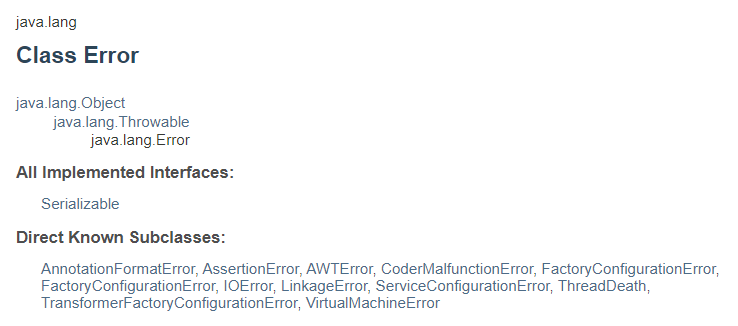 java.lang
Class Error
java.lang.Object
java.lang.Throwable
java.lang.Error
All Implemented Interfaces:
Serializable
Direct Known Subclasses:
AnnotationFormatError, AssertionError, AWTError, CoderMalfunctionError, FactoryConfigurationError,
FactoryConfigurationError, IOError, LinkageError, ServiceConfigurationError, ThreadDeath,
TransformerFactoryConfigurationError, VirtualMachineError